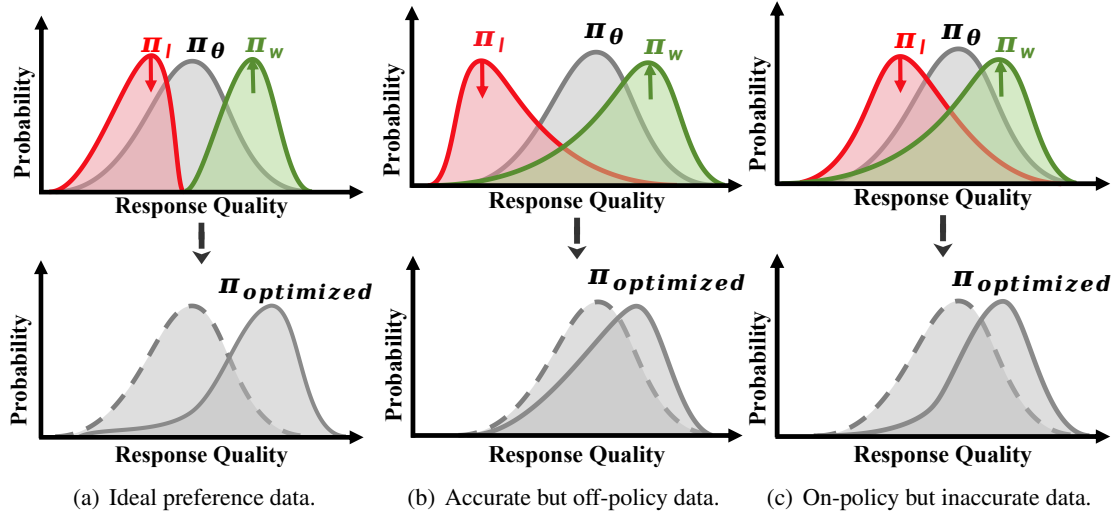 π_l π_θ π_w
Probability
Response Quality
π_l π_θ π_w
Probability
Response Quality
π_l π_θ π_w
Probability
Response Quality
π_optimized
Probability
Response Quality
π_optimized
Probability
Response Quality
π_optimized
Probability
Response Quality
(a) Ideal preference data.
(b) Accurate but off-policy data.
(c) On-policy but inaccurate data.